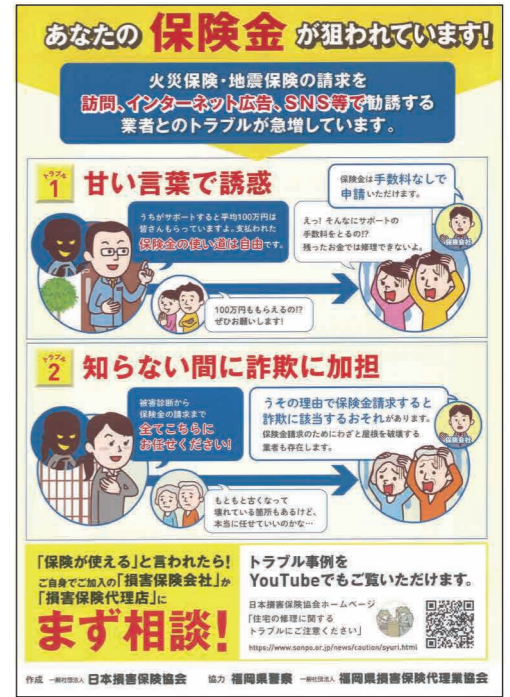 あなたの 保険金 が狙われています!
火災保険・地震保険の請求を
訪問、インターネット広告、SNS等で勧誘する
業者とのトラブルが急増しています。
トラブル
1
甘い言葉で誘惑
うちがサポートすると平均100万円は
皆さんもらっていますよ。支払われた
保険金の使い道は自由です。
100万円ももらえるの!?
ぜひお願いします!
保険金は手数料なしで
申請いただけます。
保険会社
えっ! そんなにサポートの
手数料をとるの!?
残ったお金では修理できないよ。
トラブル
2
知らない間に詐欺に加担
被害診断から
保険金の請求まで
全てこちらに
お任せください!
もともと古くなって
壊れている箇所もあるけど、
本当に任せていいのかな…
うその理由で保険金請求すると
詐欺に該当するおそれがあります。
保険金請求のためにわざと屋根を破壊する
業者も存在します。
保険会社
「保険が使える」と言われたら!
ご自身でご加入の「損害保険会社」か
「損害保険代理店」に
まず相談!
トラブル事例を
YouTubeでもご覧いただけます。
日本損害保険協会ホームページ
「住宅の修理に関する
トラブルにご注意ください」
https://www.sonpo.or.jp/news/caution/syuri.html
作成 一般社団法人 日本損害保険協会 協力 福岡県警察 一般社団法人 福岡県損害保険代理業協会